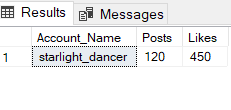 Results Messages
Account_Name Posts Likes
1 starlight_dancer 120 450